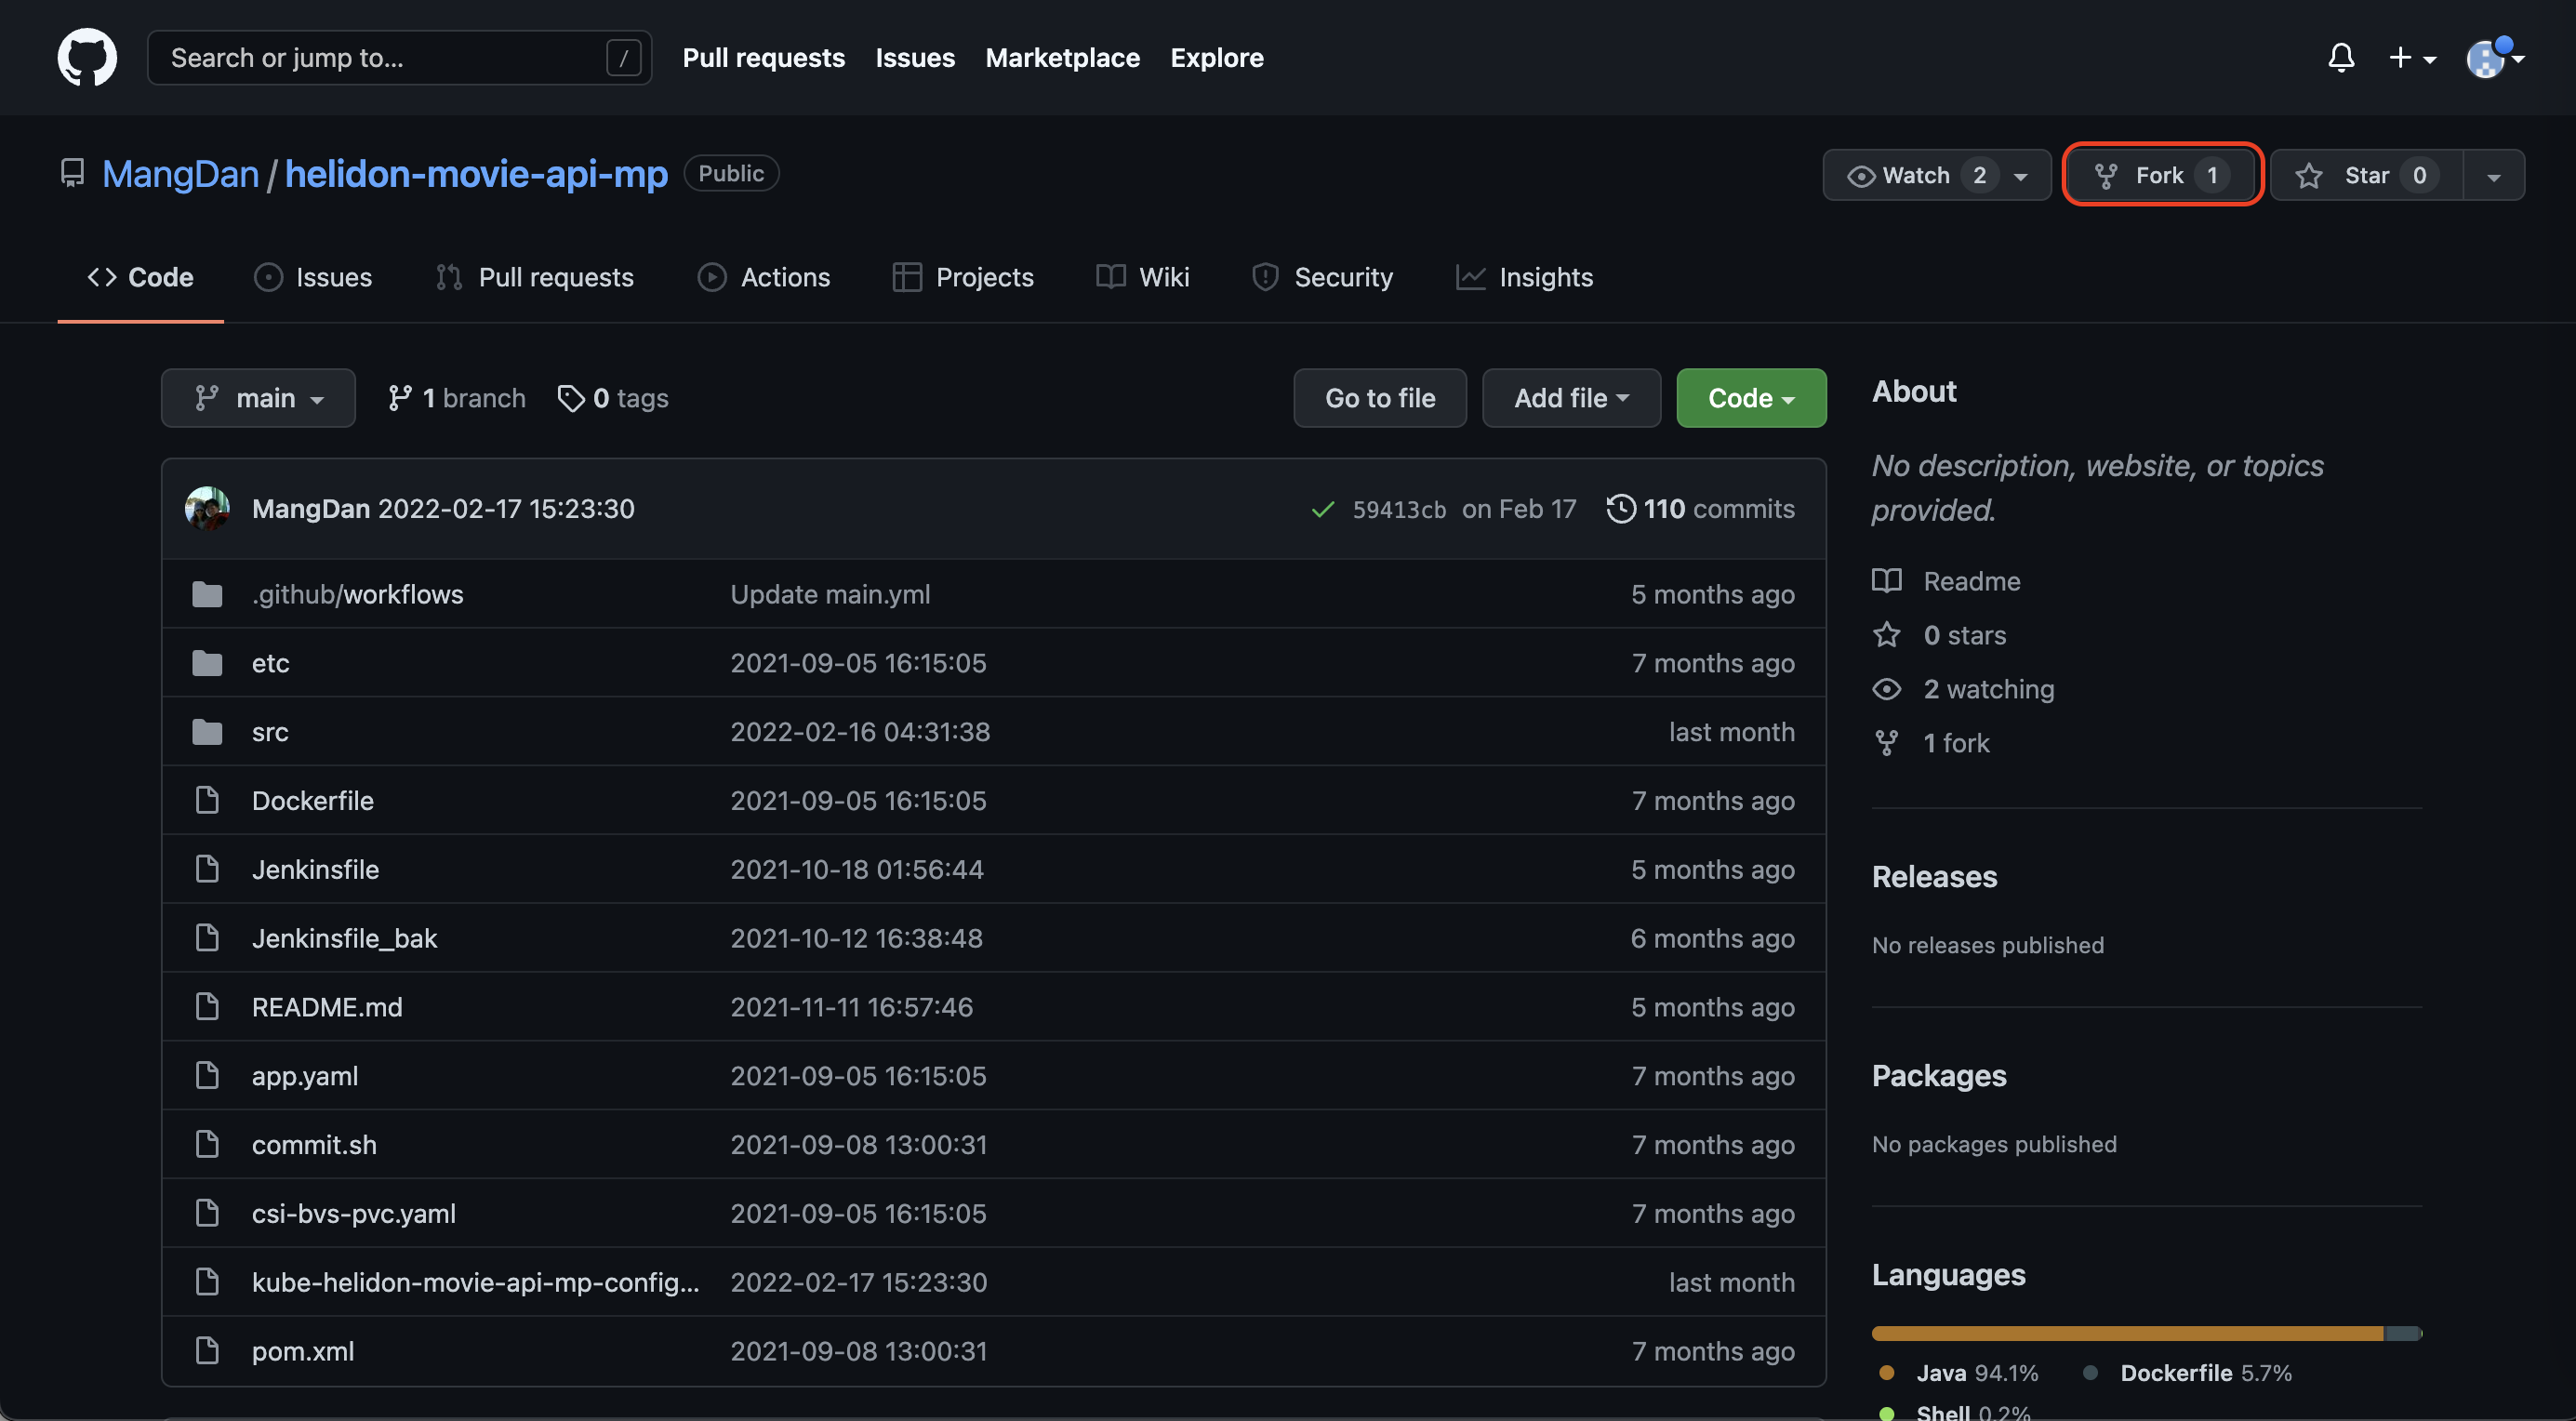 Search or jump to... /
Pull requests Issues Marketplace Explore
MangDan / helidon-movie-api-mp Public
Watch 2 Fork 1 Star 0
Code Issues Pull requests Actions Projects Wiki Security Insights
main 1 branch 0 tags Go to file Add file Code
MangDan 2022-02-17 15:23:30 59413cb on Feb 17 110 commits
.github/workflows Update main.yml 5 months ago
etc 2021-09-05 16:15:05 7 months ago
src 2022-02-16 04:31:38 last month
Dockerfile 2021-09-05 16:15:05 7 months ago
Jenkinsfile 2021-10-18 01:56:44 5 months ago
Jenkinsfile_bak 2021-10-12 16:38:48 6 months ago
README.md 2021-11-11 16:57:46 5 months ago
app.yaml 2021-09-05 16:15:05 7 months ago
commit.sh 2021-09-08 13:00:31 7 months ago
csi-bvs-pvc.yaml 2021-09-05 16:15:05 7 months ago
kube-helidon-movie-api-mp-config... 2022-02-17 15:23:30 last month
pom.xml 2021-09-08 13:00:31 7 months ago
About
No description, website, or topics
provided.
Readme
0 stars
2 watching
1 fork
Releases
No releases published
Packages
No packages published
Languages
Java 94.1% Dockerfile 5.7%
Shell 0.2%